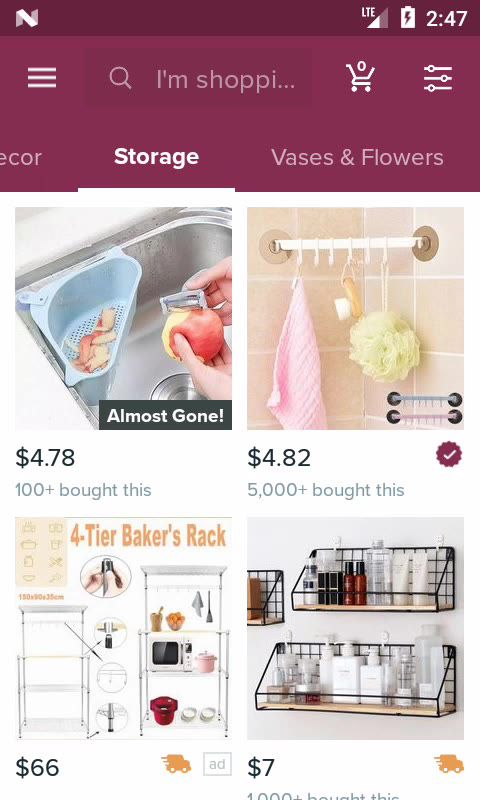 LTE 2:47
I'm shoppi... 0
ecor Storage Vases & Flowers
Almost Gone!
$4.78 $4.82
100+ bought this 5,000+ bought this
4-Tier Baker's Rack
150x90x35cm
$66 ad $7
1,000+ bought this